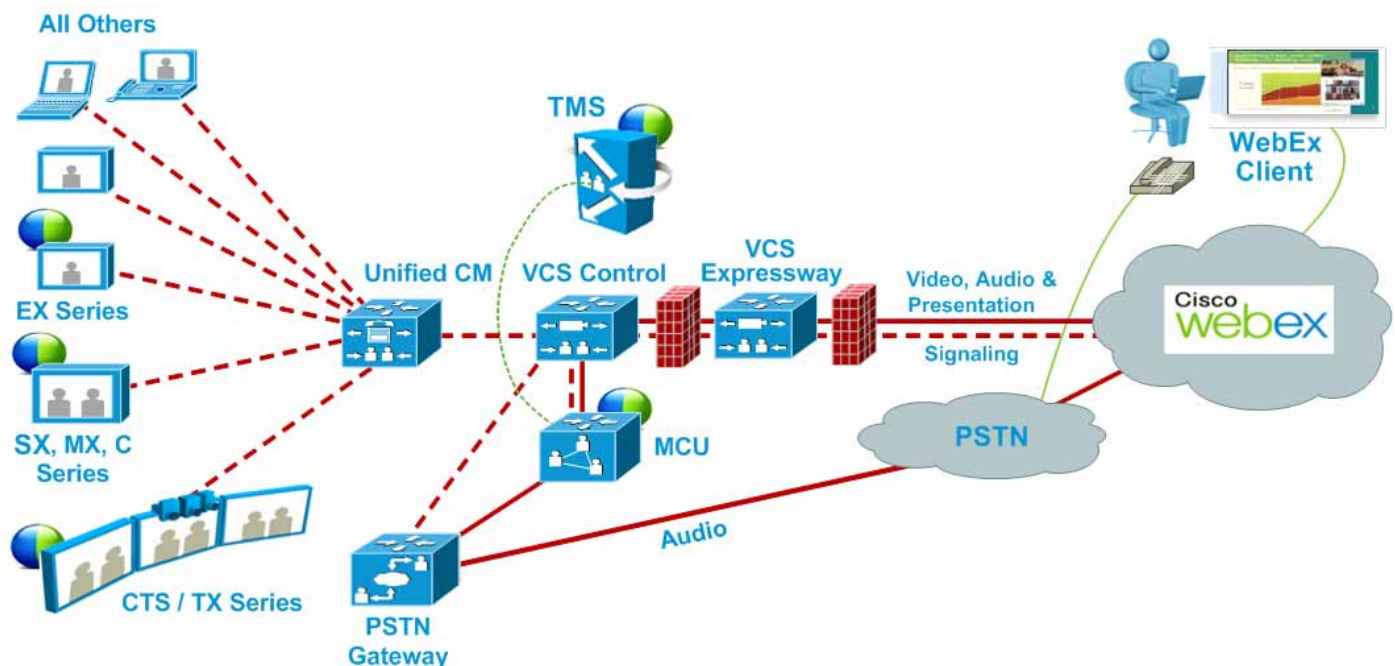 All Others
TMS
WebEx
Client
EX Series
Unified CM
VCS Control
VCS
Expressway
Video, Audio &
Presentation
Signaling
Cisco
webex
SX, MX, C
Series
MCU
PSTN
Audio
CTS / TX Series
PSTN
Gateway